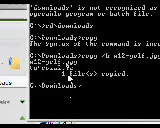 'Downloads' is not recognized as
operable program or batch file.
G:\>cd\downloads
G:\Downloads>copy
The syntax of the command is inc
G:\Downloads>copy /b
1 file(s) copied.
G:\Downloads>